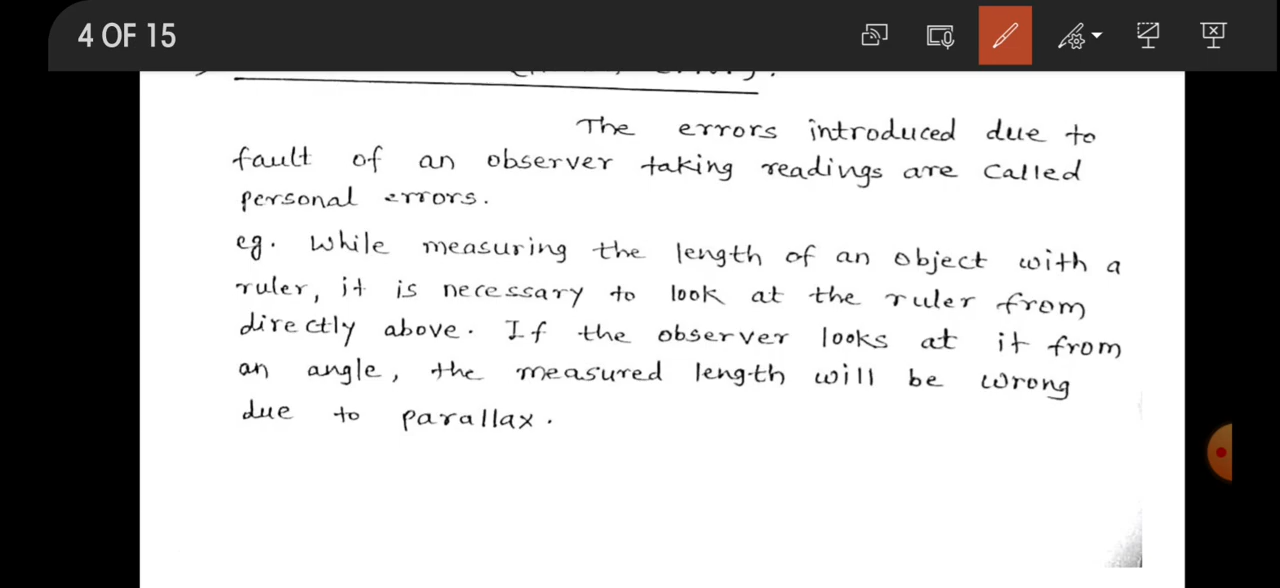 4 OF 15
The errors introduced due to
fault of an observer taking readings are called
personal errors.
eg. While measuring the length of an object with a
ruler, it is necessary to look at the ruler from
directly above. If the observer looks at it from
an angle, the measured length will be wrong
due to parallax.